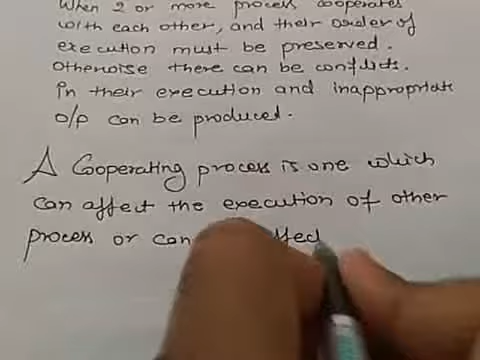 When 2 or more process cooperates
with each other, and their order of
execution must be preserved.
Otherwise there can be conflicts.
in their execution and inappropriate
o/p can be produced.
A Cooperating process is one which
can affect the execution of other
process or can